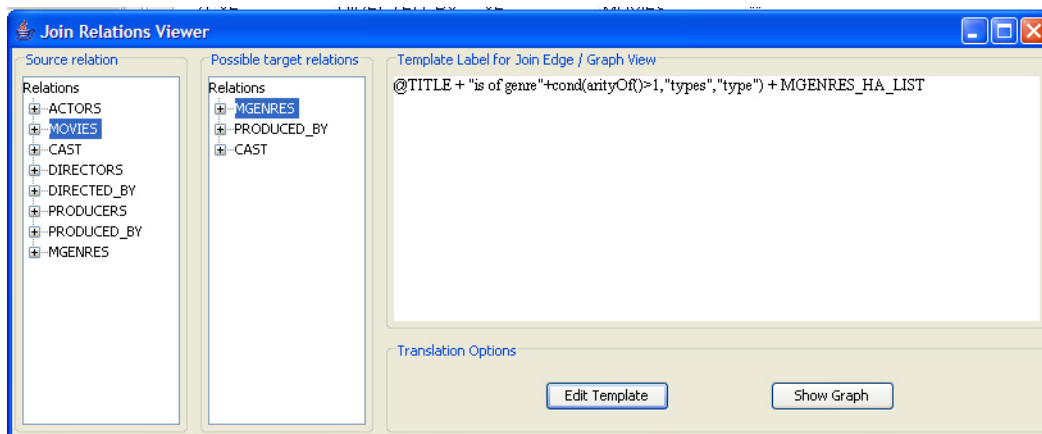 Join Relations Viewer
Source relation
Relations
ACTORS
MOVIES
CAST
DIRECTORS
DIRECTED_BY
PRODUCERS
PRODUCED_BY
MGENRES
Possible target relations
Relations
MGENRES
PRODUCED_BY
CAST
Template Label for Join Edge / Graph View
@TITLE + "is of genre"+cond(arityOf()>1,"types","type") + MGENRES_HA_LIST
Translation Options
Edit Template
Show Graph